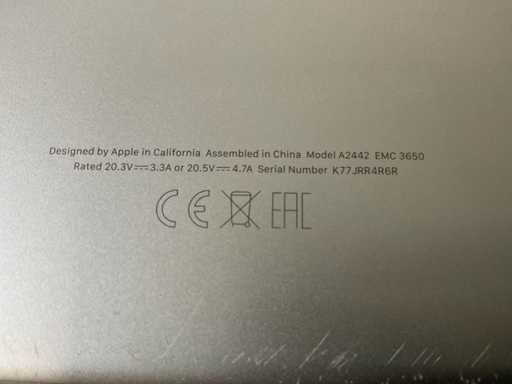 Designed by Apple in California Assembled in China Model A2442 EMC 3650
Rated 20.3V⎓3.3A or 20.5V⎓4.7A Serial Number K77JRR4R6R
CE EAC